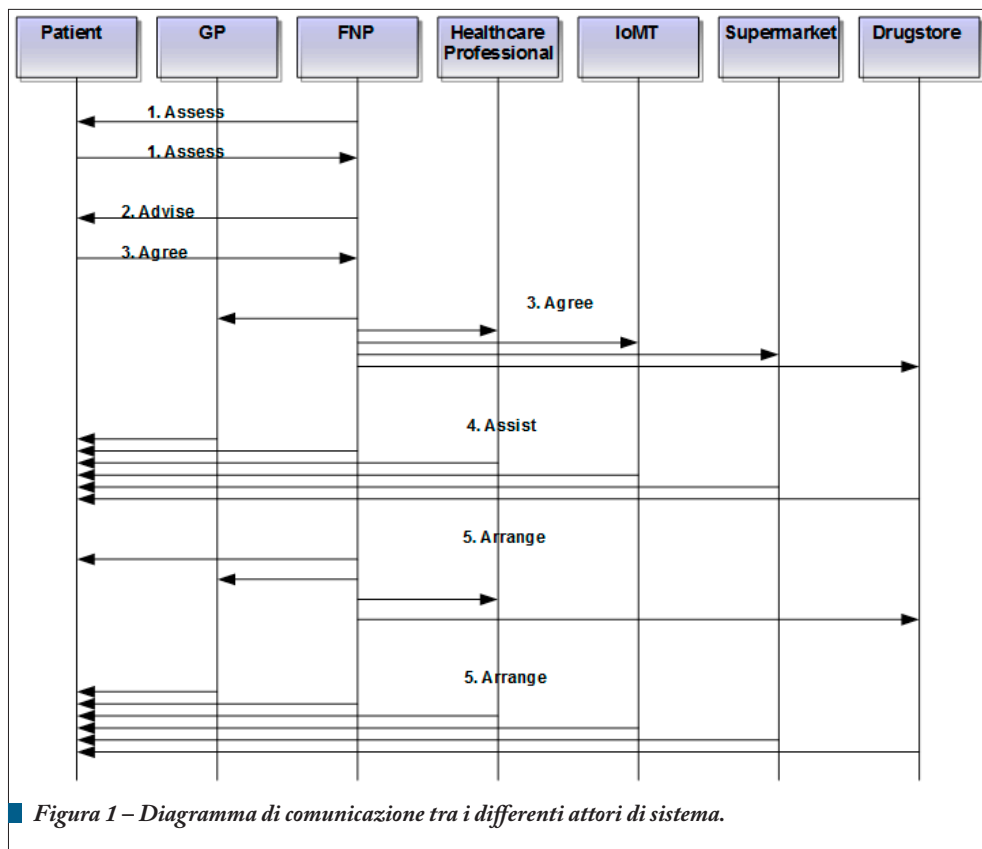 Patient GP FNP Healthcare Professional IoMT Supermarket Drugstore
1. Assess
1. Assess
2. Advise
3. Agree
3. Agree
4. Assist
5. Arrange
5. Arrange
Figura 1 – Diagramma di comunicazione tra i differenti attori di sistema.